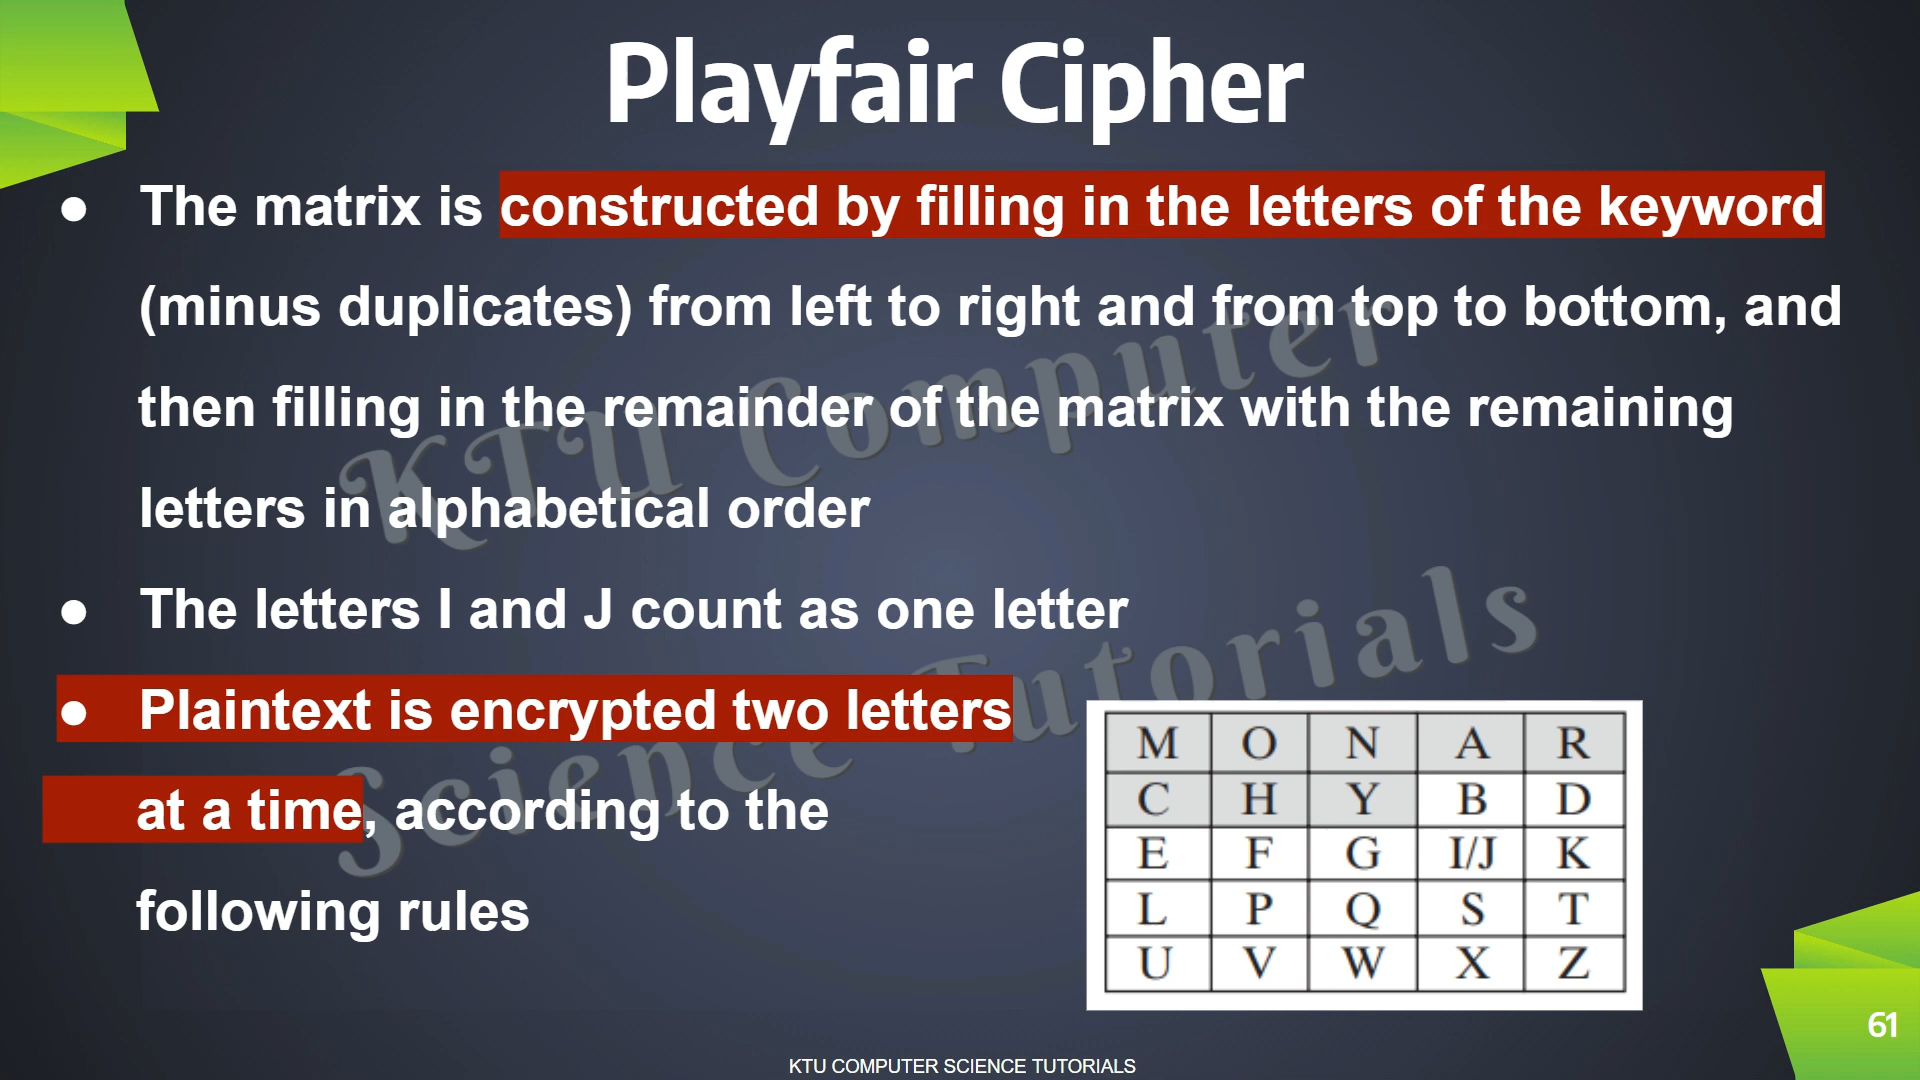 Playfair Cipher
● The matrix is constructed by filling in the letters of the keyword
(minus duplicates) from left to right and from top to bottom, and
then filling in the remainder of the matrix with the remaining
letters in alphabetical order
● The letters I and J count as one letter
● Plaintext is encrypted two letters
at a time, according to the
following rules
M O N A R
C H Y B D
E F G I/J K
L P Q S T
U V W X Z
KTU Computer
Science Tutorials
61
KTU COMPUTER SCIENCE TUTORIALS